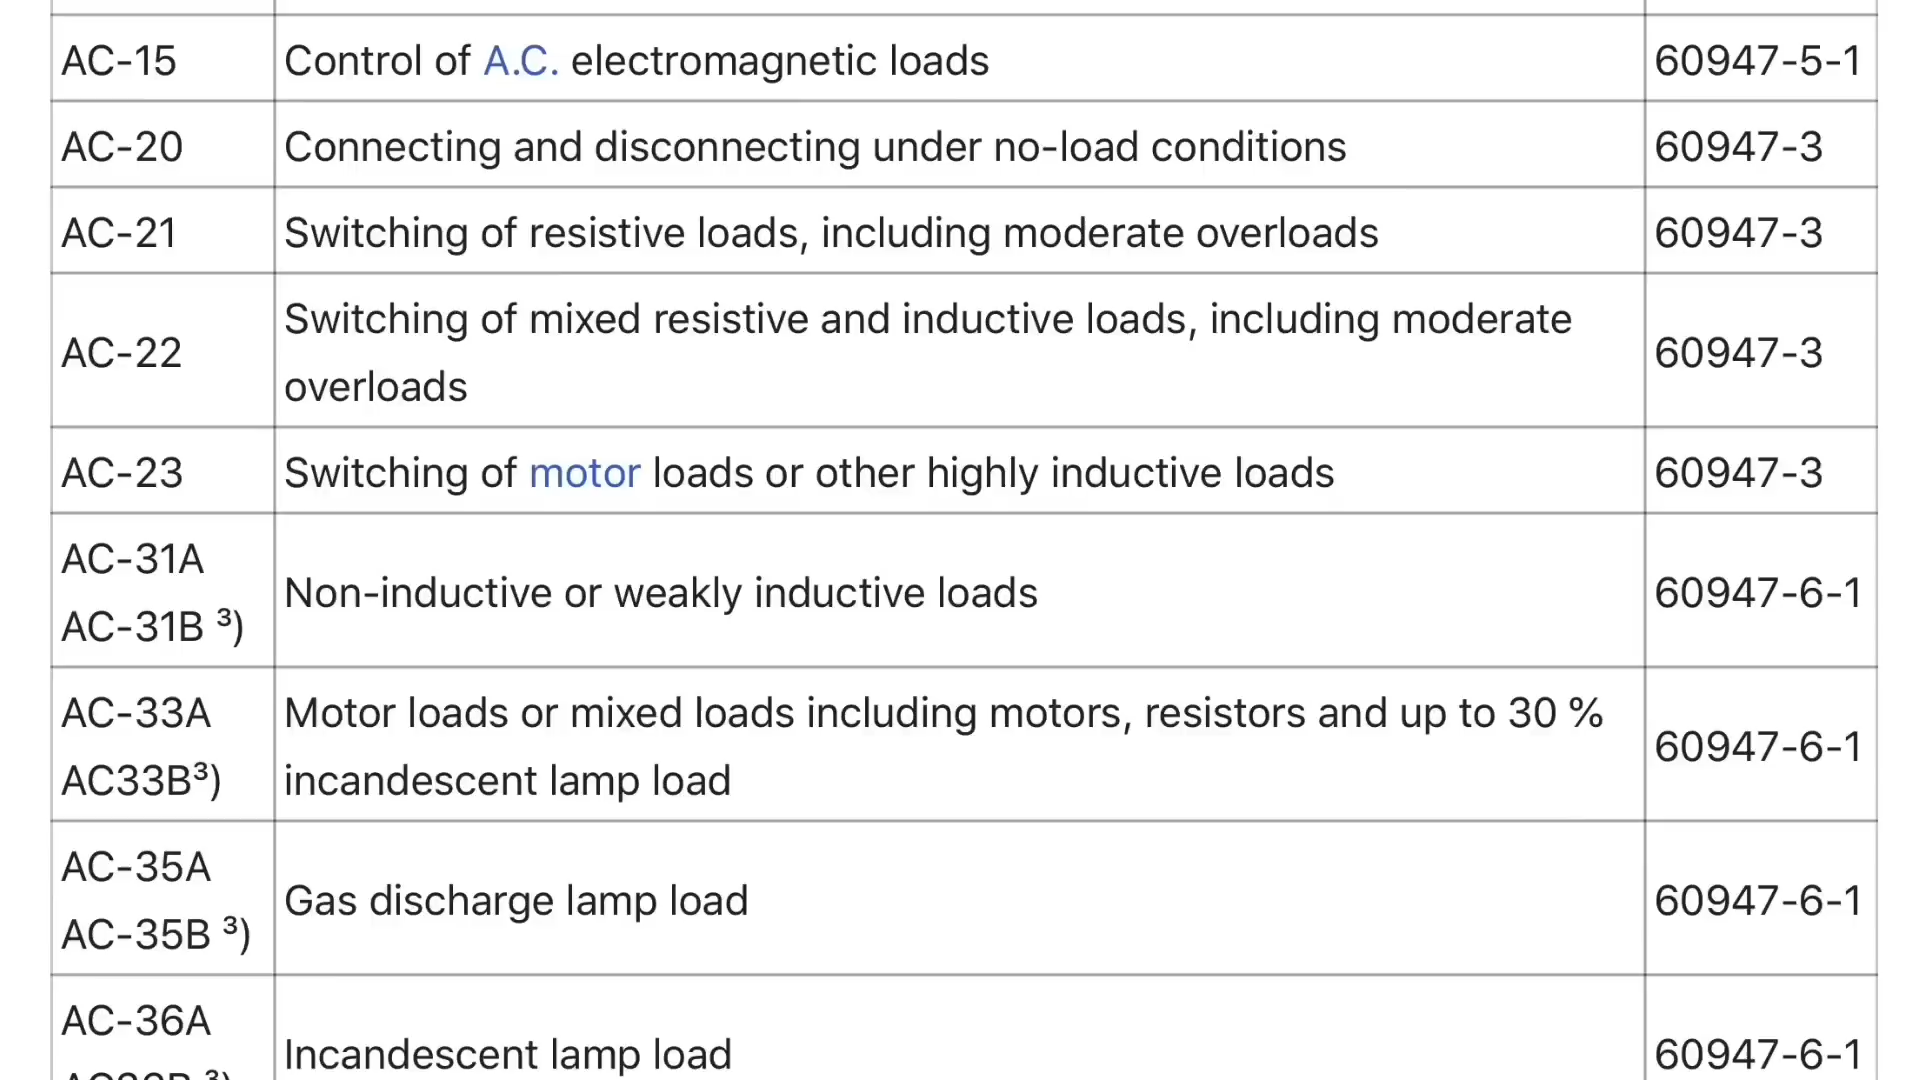 AC-15 Control of A.C. electromagnetic loads 60947-5-1
AC-20 Connecting and disconnecting under no-load conditions 60947-3
AC-21 Switching of resistive loads, including moderate overloads 60947-3
AC-22 Switching of mixed resistive and inductive loads, including moderate
overloads 60947-3
AC-23 Switching of motor loads or other highly inductive loads 60947-3
AC-31A
AC-31B ³)
Non-inductive or weakly inductive loads 60947-6-1
AC-33A
AC33B³)
Motor loads or mixed loads including motors, resistors and up to 30 %
incandescent lamp load 60947-6-1
AC-35A
AC-35B ³)
Gas discharge lamp load 60947-6-1
AC-36A
Incandescent lamp load 60947-6-1